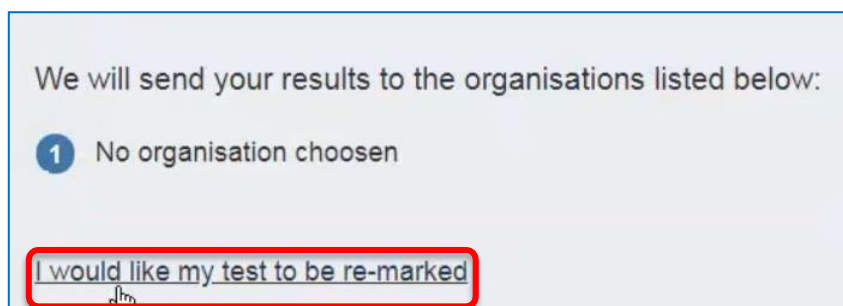 We will send your results to the organisations listed below:
1 No organisation choosen
I would like my test to be re-marked